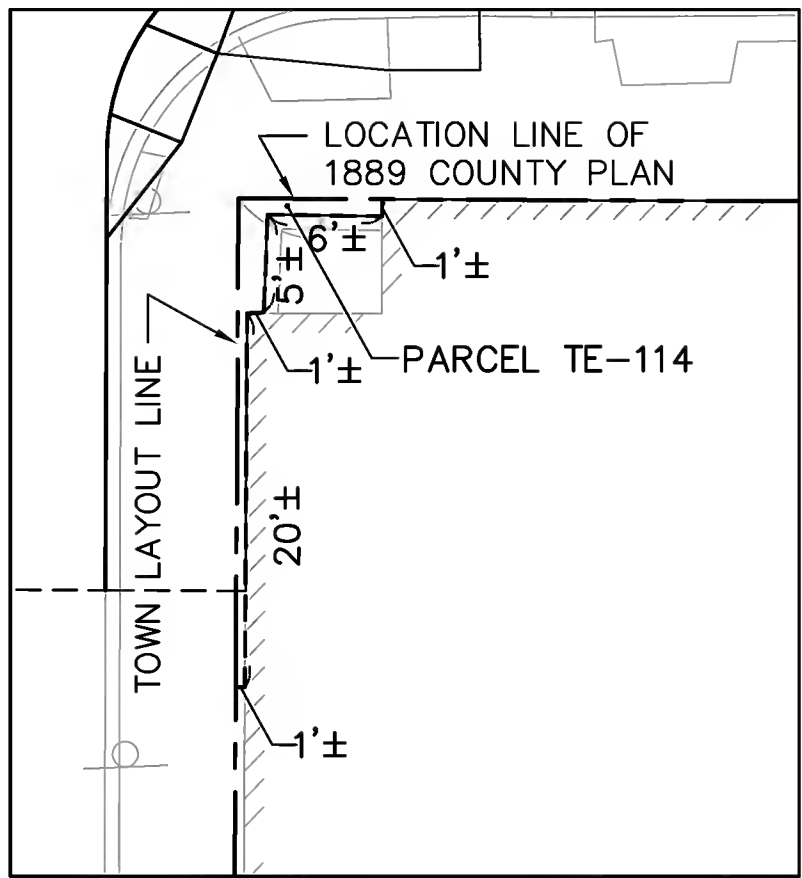 LOCATION LINE OF
1889 COUNTY PLAN
6'±
1'±
5'±
1'±
PARCEL TE-114
TOWN LAYOUT LINE
20'±
1'±